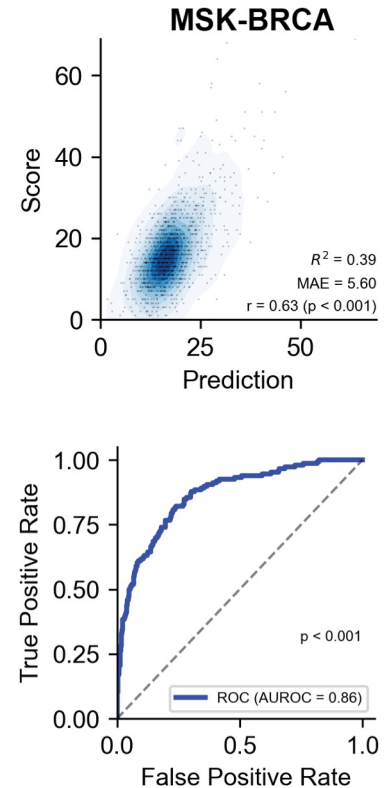 MSK-BRCA
60
40
20
0
Score
R² = 0.39
MAE = 5.60
r = 0.63 (p < 0.001)
0 25 50
Prediction
1.00
0.75
0.50
0.25
0.00
True Positive Rate
p < 0.001
ROC (AUROC = 0.86)
0.0 0.5 1.0
False Positive Rate